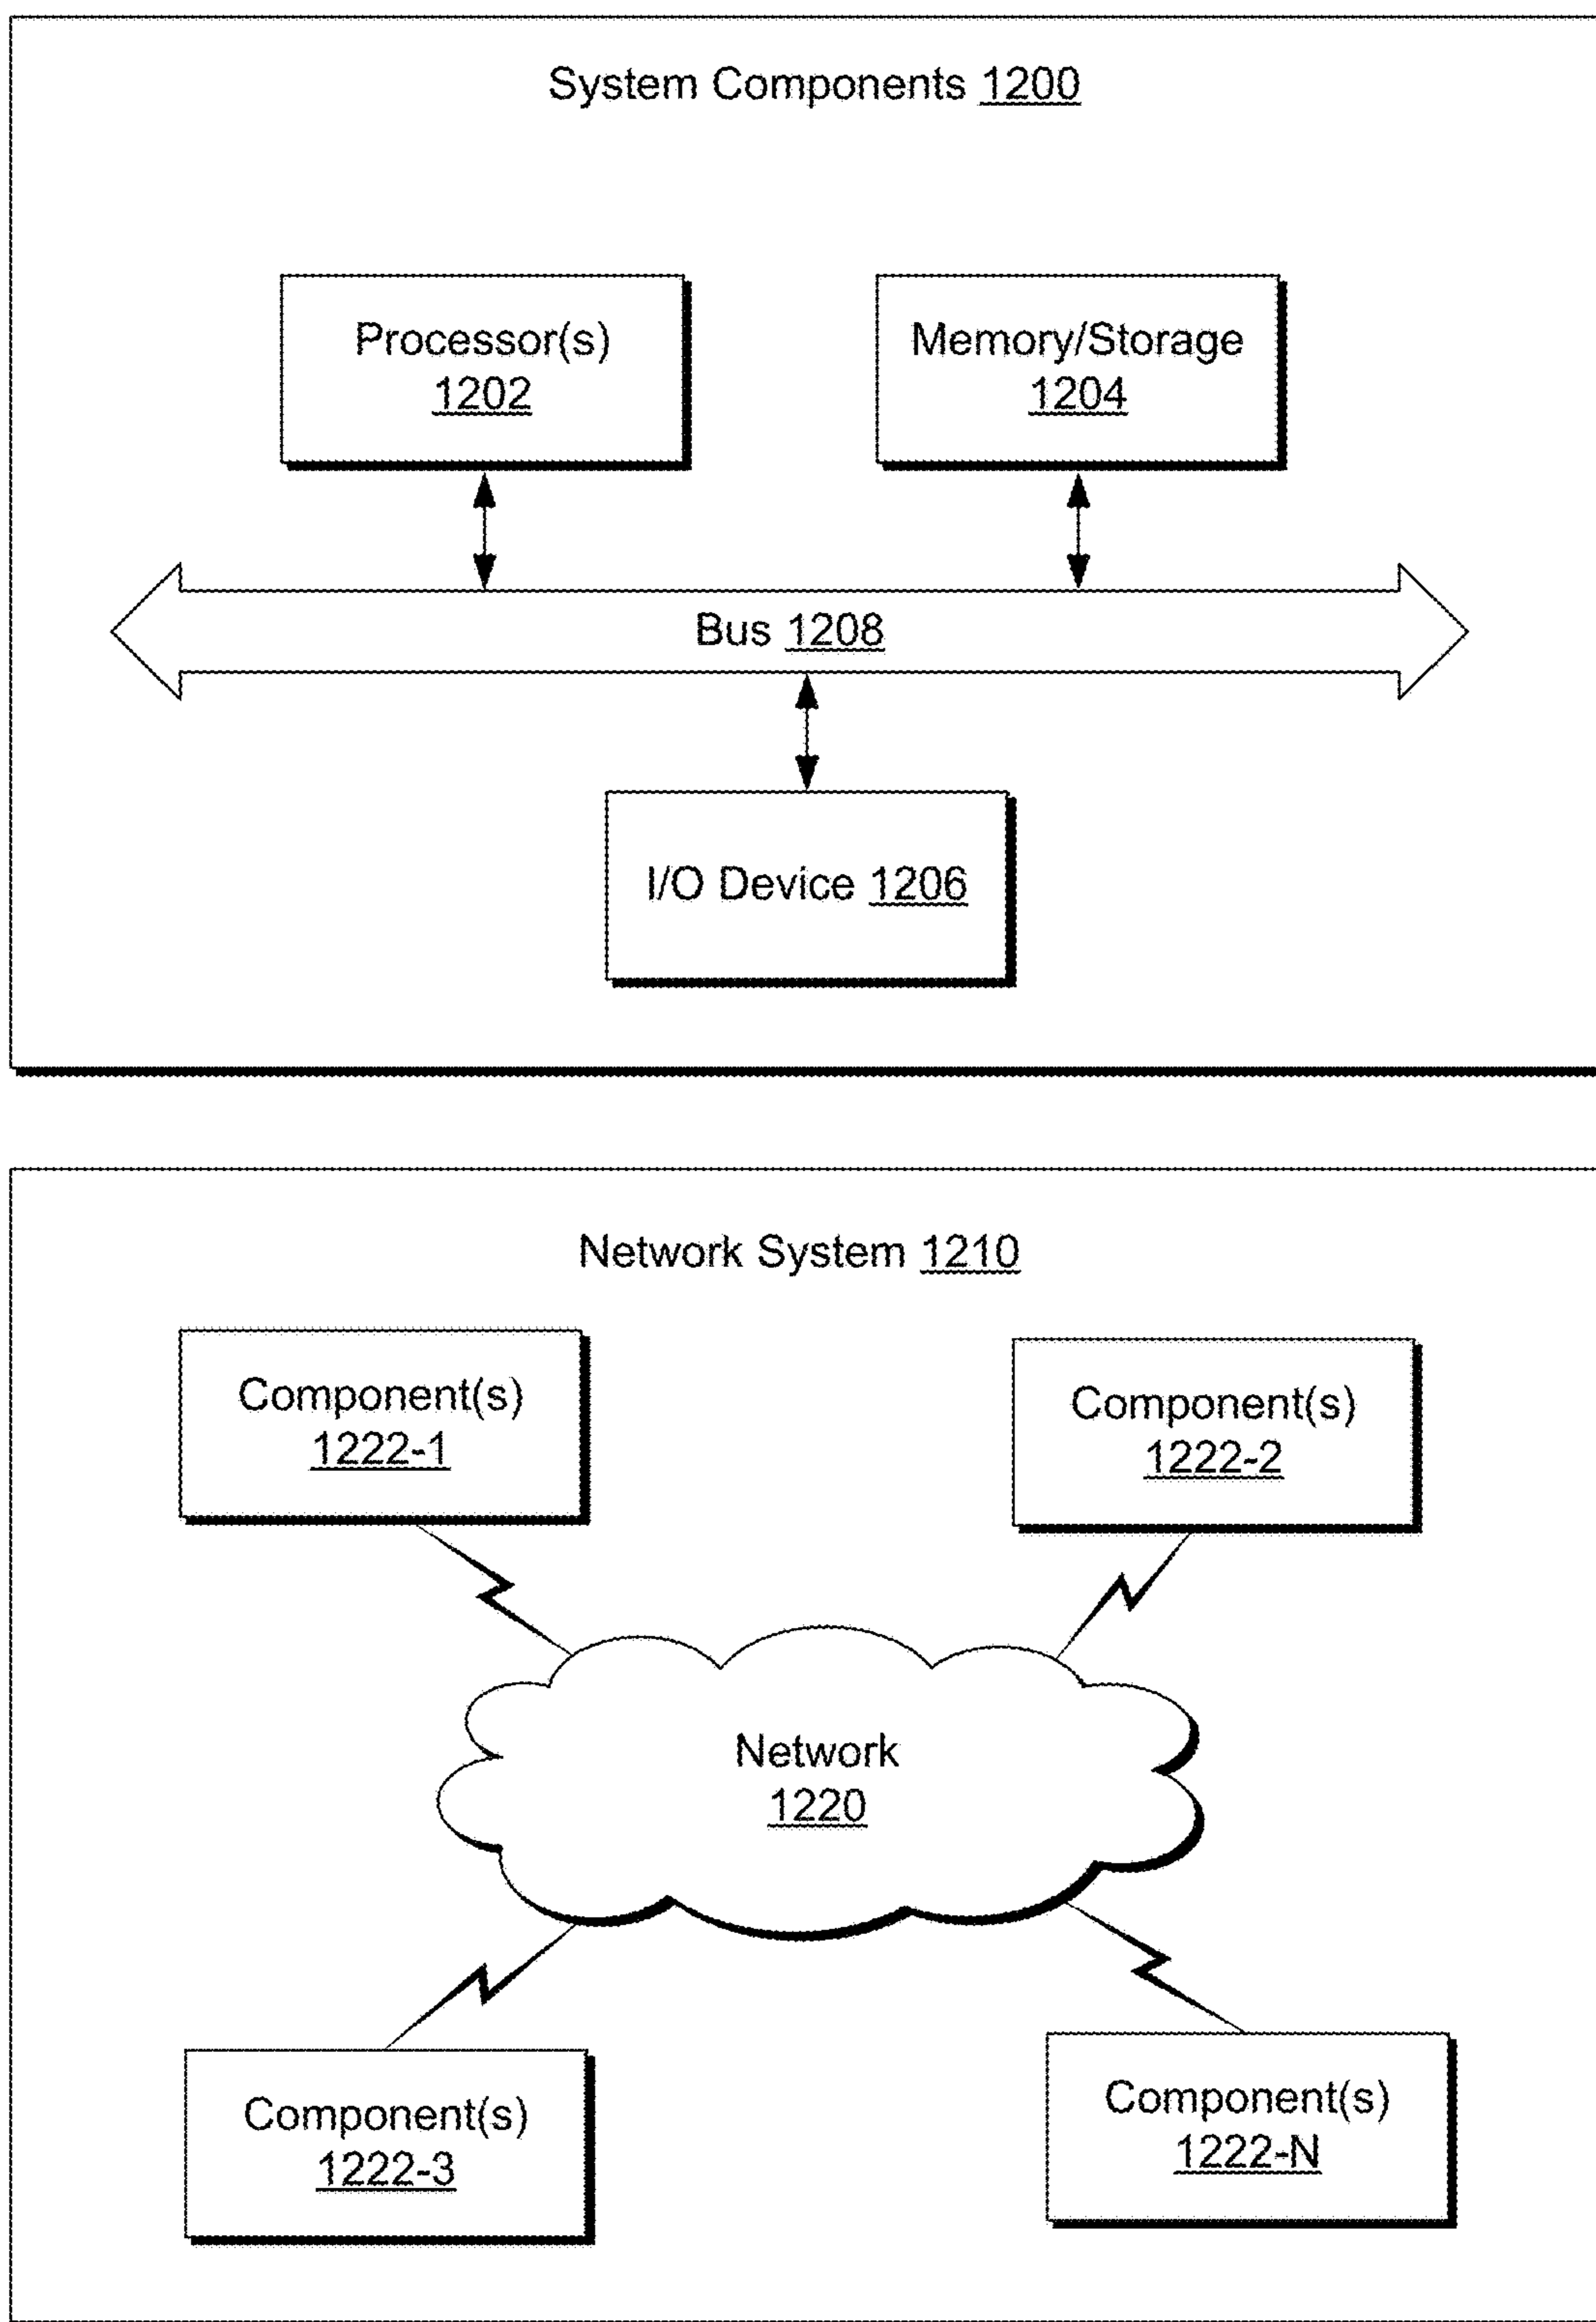 System Components 1200
Processor(s)
1202
Memory/Storage
1204
Bus 1208
I/O Device 1206
Network System 1210
Component(s)
1222-1
Component(s)
1222-2
Network
1220
Component(s)
1222-3
Component(s)
1222-N